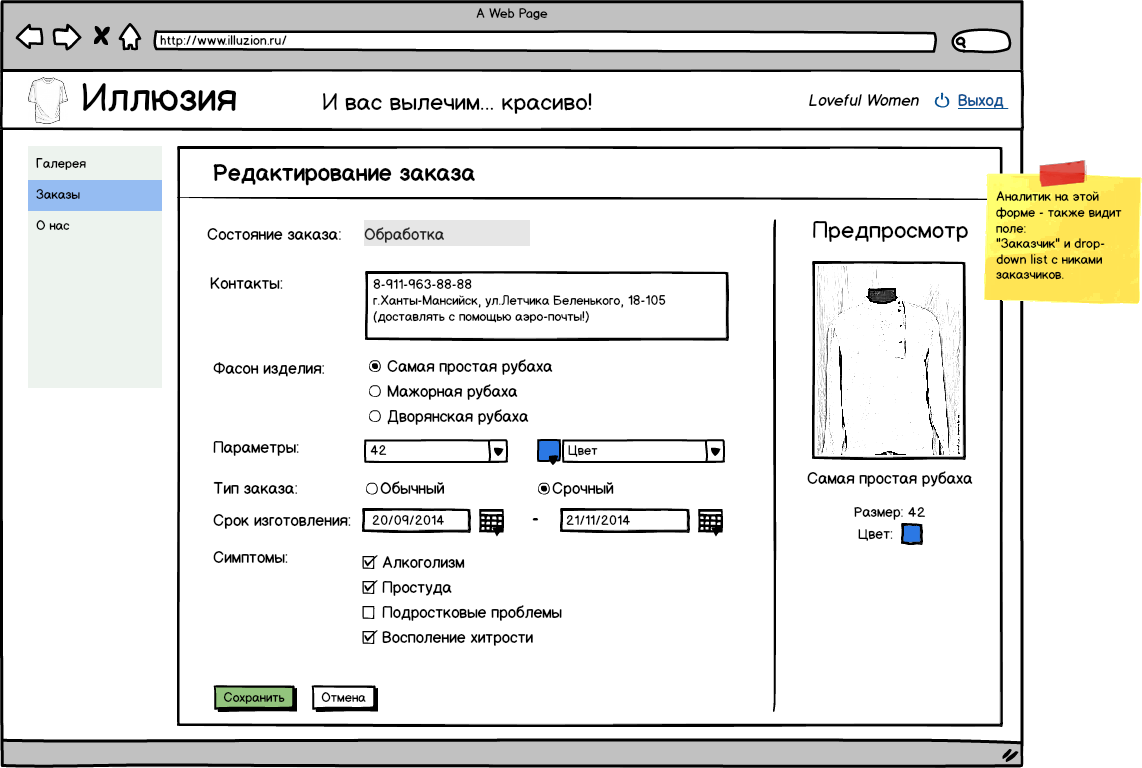 A Web Page
http://www.illuzion.ru/
Иллюзия
И вас вылечим... красиво!
Loveful Women
Выход
Галерея
Заказы
О нас
Редактирование заказа
Состояние заказа:
Обработка
Контакты:
8-911-963-88-88
г.Ханты-Мансийск, ул.Летчика Беленького, 18-105
(доставлять с помощью аэро-почты!)
Фасон изделия:
Самая простая рубаха
Мажорная рубаха
Дворянская рубаха
Параметры:
42
Цвет
Тип заказа:
Обычный
Срочный
Срок изготовления:
20/09/2014
-
21/11/2014
Симптомы:
Алкоголизм
Простуда
Подростковые проблемы
Восполение хитрости
Сохранить
Отмена
Предпросмотр
Самая простая рубаха
Размер: 42
Цвет:
Аналитик на этой
форме - также видит
поле:
"Заказчик" и drop-
down list с никами
заказчиков.